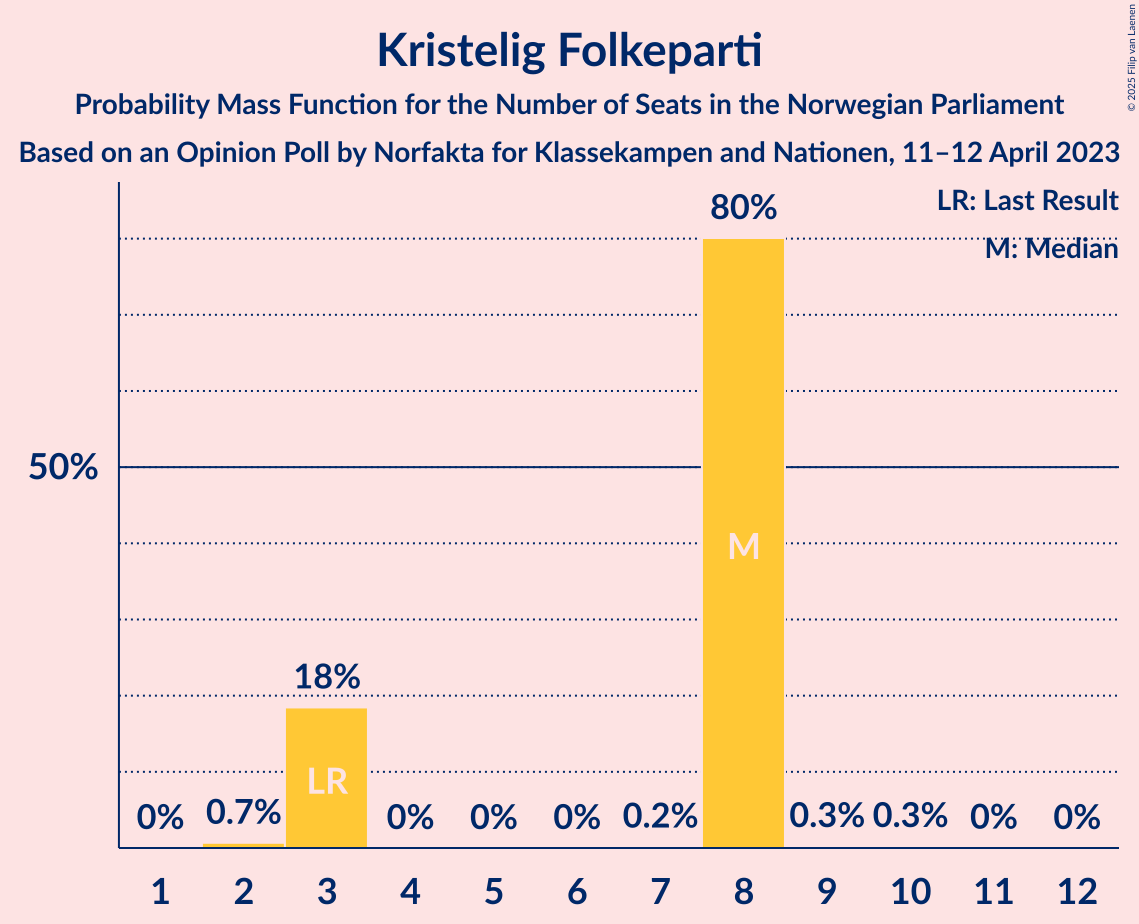 Kristelig Folkeparti
Probability Mass Function for the Number of Seats in the Norwegian Parliament
Based on an Opinion Poll by Norfakta for Klassekampen and Nationen, 11–12 April 2023
© 2025 Filip van Laenen
LR: Last Result
M: Median
80%
50%
M
18%
LR
0% 0.7% 0% 0% 0% 0.2% 0.3% 0.3% 0% 0%
1 2 3 4 5 6 7 8 9 10 11 12